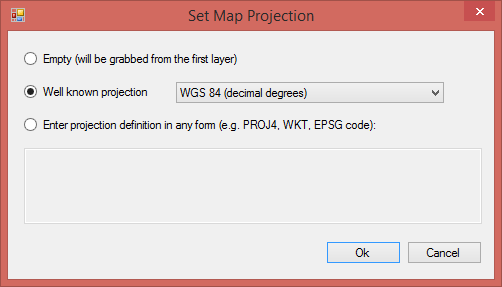 Set Map Projection
Empty (will be grabbed from the first layer)
Well known projection WGS 84 (decimal degrees)
Enter projection definition in any form (e.g. PROJ4, WKT, EPSG code):
Ok Cancel